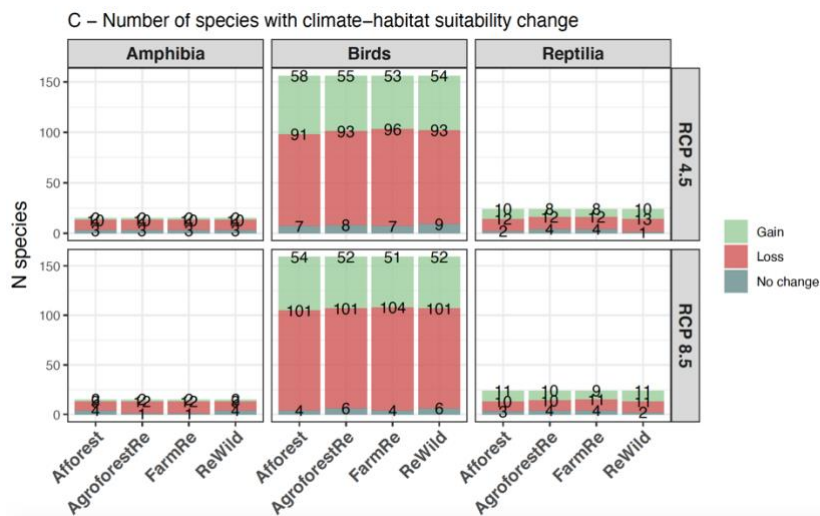 C – Number of species with climate–habitat suitability change
Amphibia Birds Reptilia
150
100
50
0
58 55 53 54
91 93 96 93
7 8 7 9
10 8 8 10
12 12 12 13
2 4 4 1
RCP 4.5
N species
150
100
50
0
54 52 51 52
101 101 104 101
4 6 4 6
4 1 1 4
11 10 9 11
10 10 11 11
3 4 4 2
RCP 8.5
Gain
Loss
No change
Afforest AgroforestRe FarmRe ReWild
Afforest AgroforestRe FarmRe ReWild
Afforest AgroforestRe FarmRe ReWild